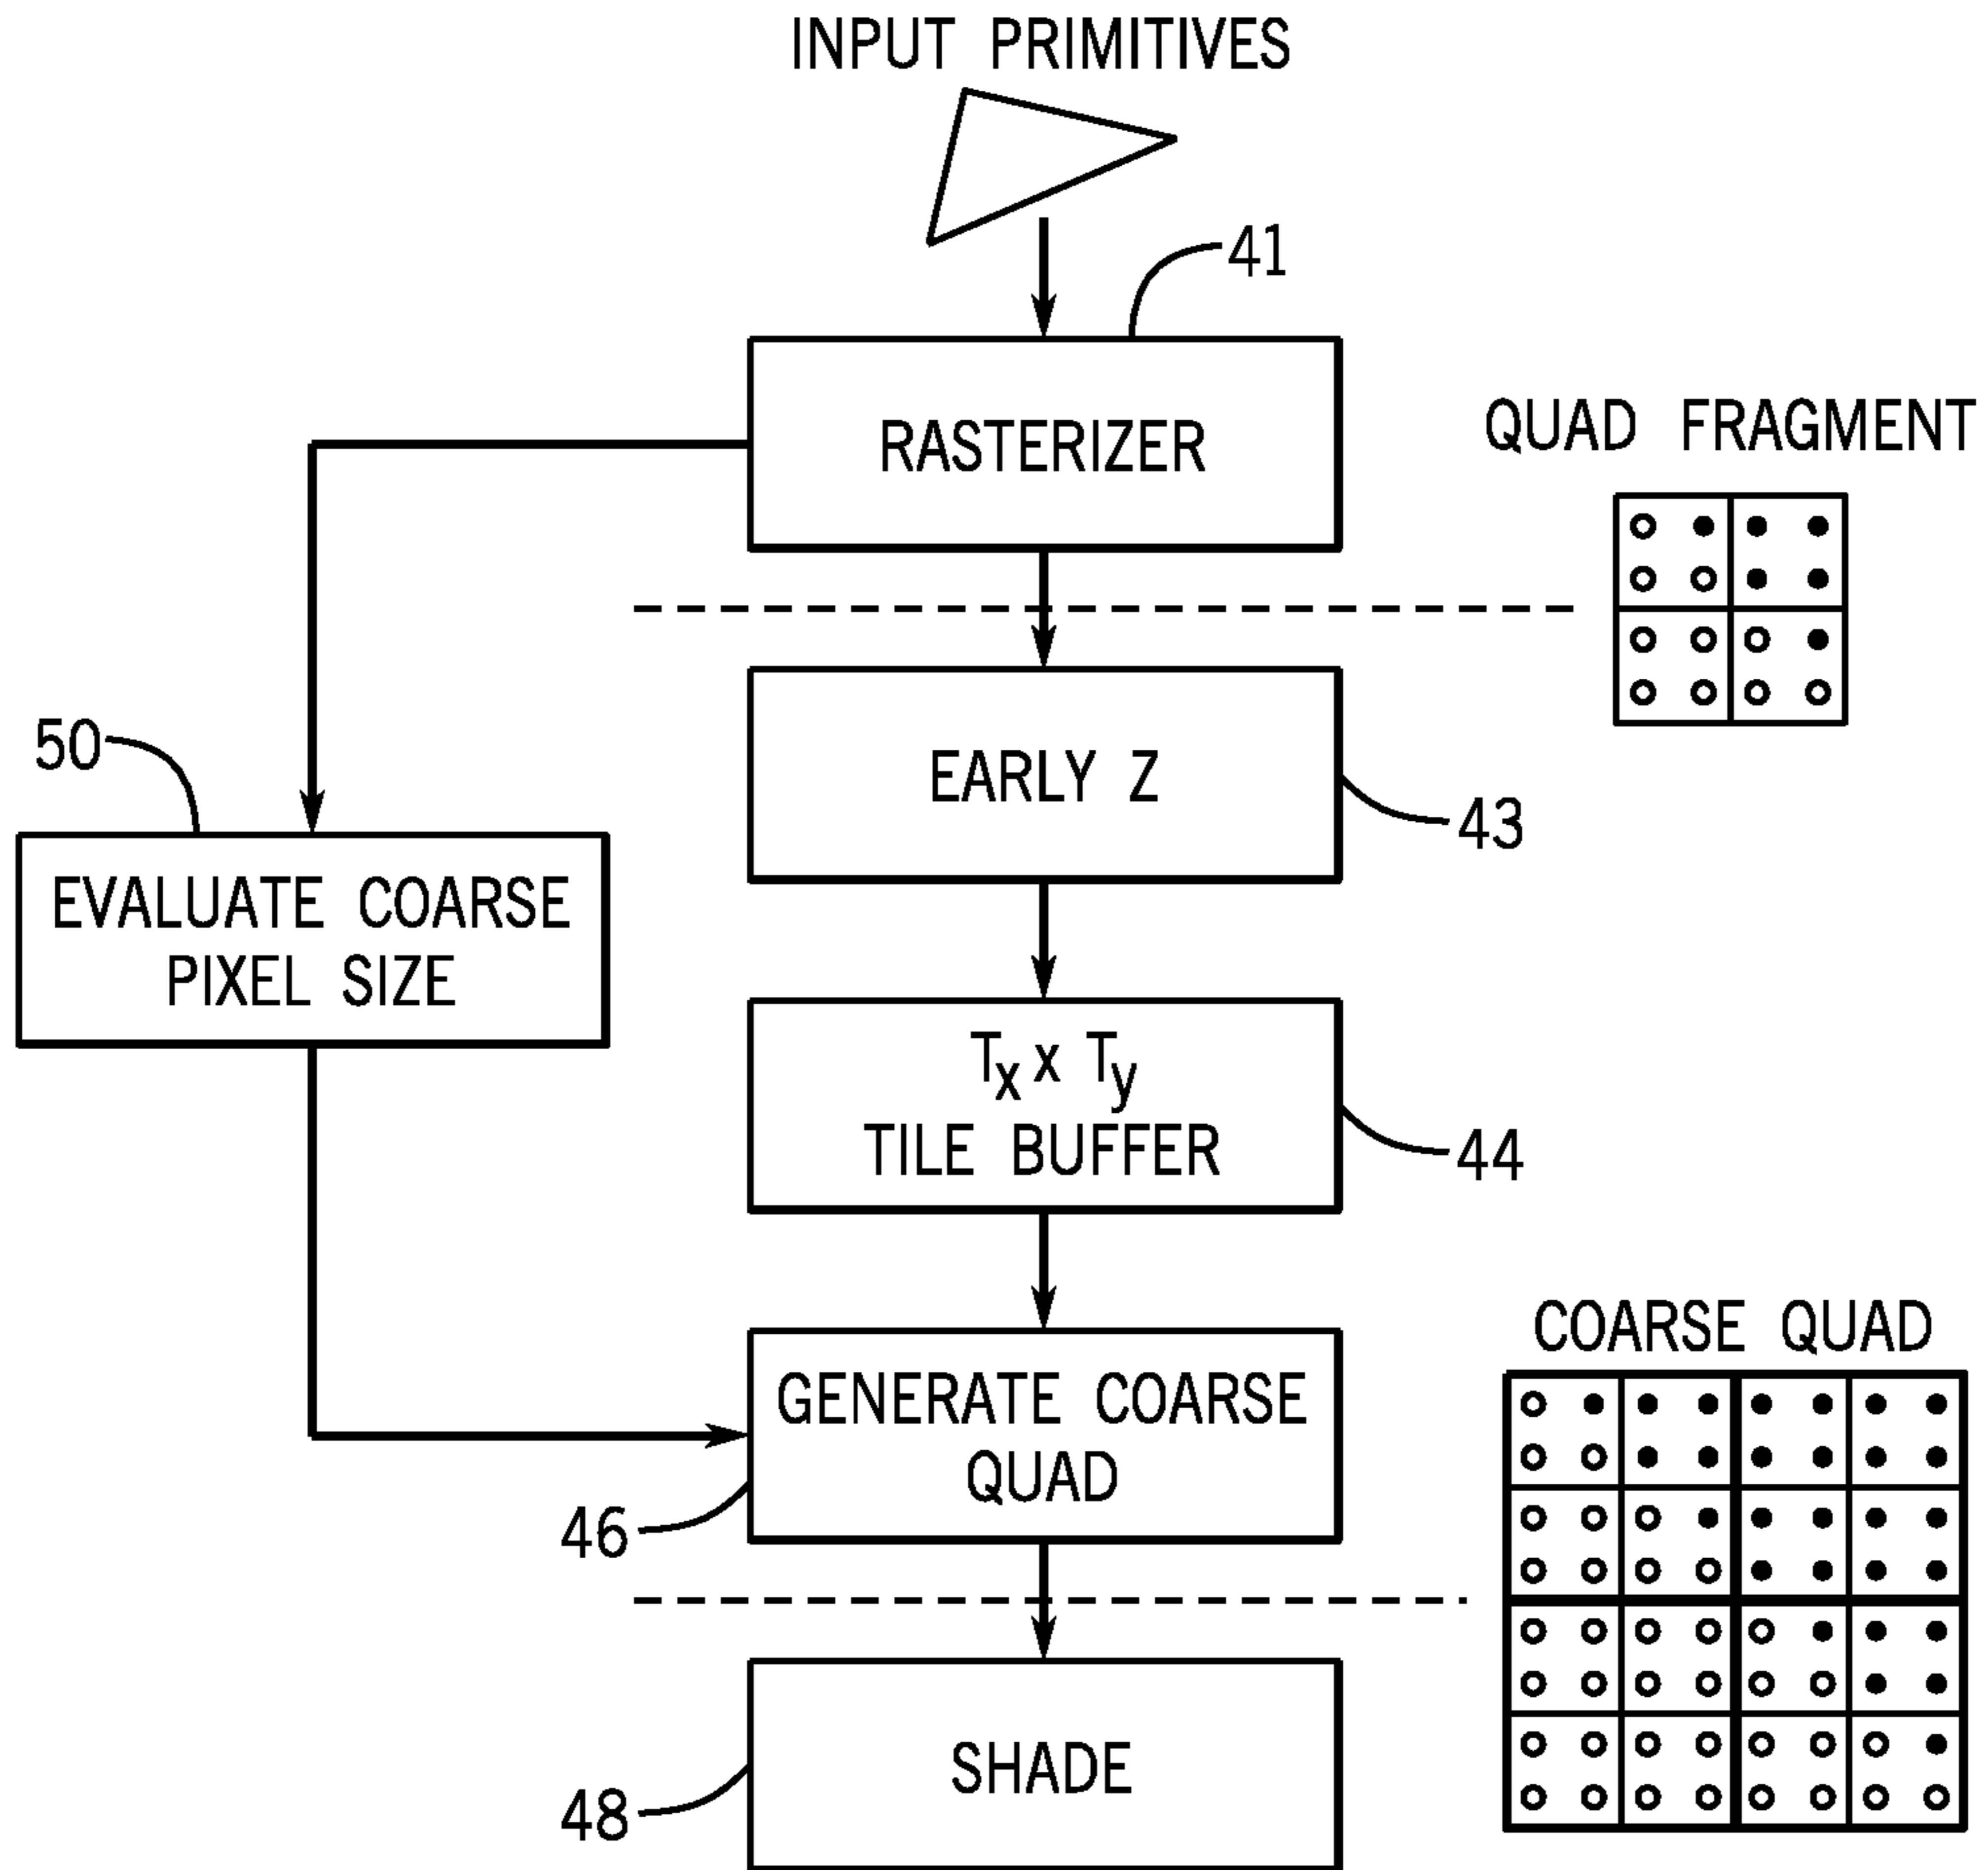 INPUT PRIMITIVES
41
RASTERIZER
QUAD FRAGMENT
50
EARLY Z
43
EVALUATE COARSE
PIXEL SIZE
Tx x Ty
TILE BUFFER
44
COARSE QUAD
GENERATE COARSE
QUAD
46
SHADE
48